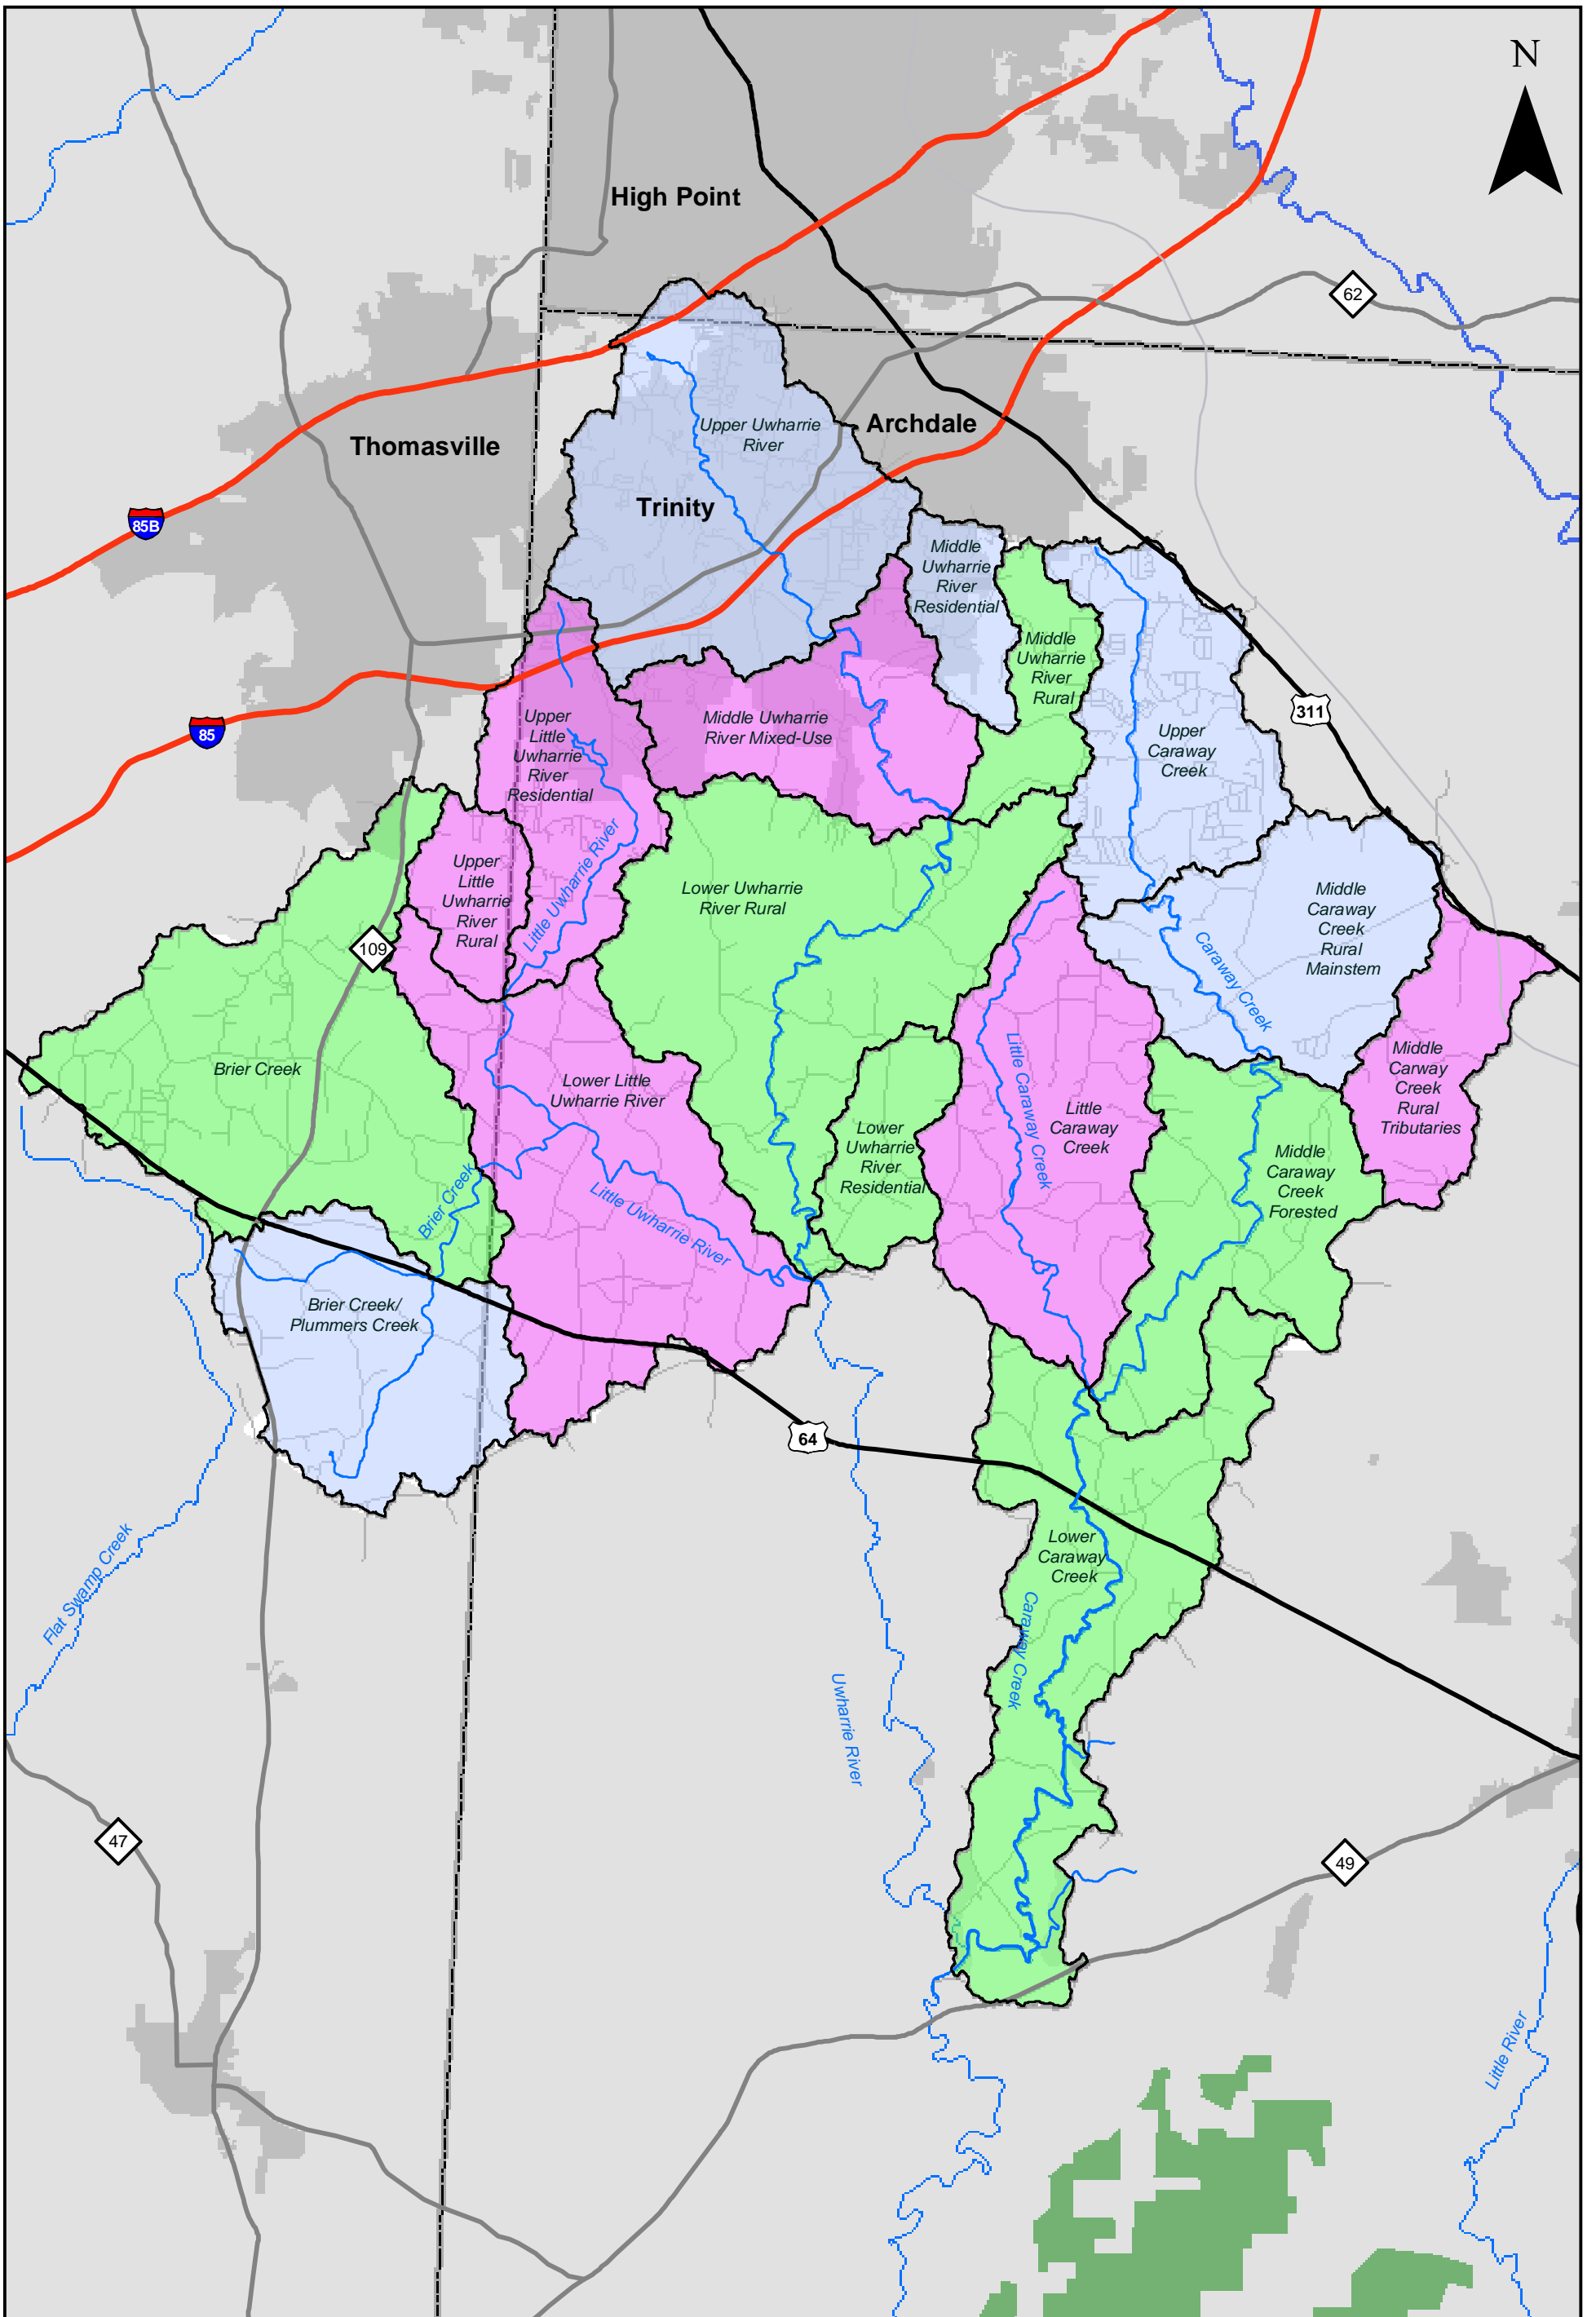 N
High Point
62
Upper Uwharrie
River
Archdale
Thomasville
Trinity
85B
Middle
Uwharrie
River
Residential
Middle
Uwharrie
River
Rural
311
85
Upper
Little
Uwharrie
River
Residential
Middle Uwharrie
River Mixed-Use
Upper
Caraway
Creek
Little Uwharrie River
Upper
Little
Uwharrie
River
Rural
Lower Uwharrie
River Rural
Middle
Caraway
Creek
Rural
Mainstem
109
Caraway Creek
Brier Creek
Lower Little
Uwharrie River
Little Caraway Creek
Little
Caraway
Creek
Middle
Carway
Creek
Rural
Tributaries
Lower
Uwharrie
River
Residential
Middle
Caraway
Creek
Forested
Brier Creek
Little Uwharrie River
Brier Creek/
Plummers Creek
64
Flat Swamp Creek
Lower
Caraway
Creek
Caraway Creek
Uwharrie River
47
49
Little River